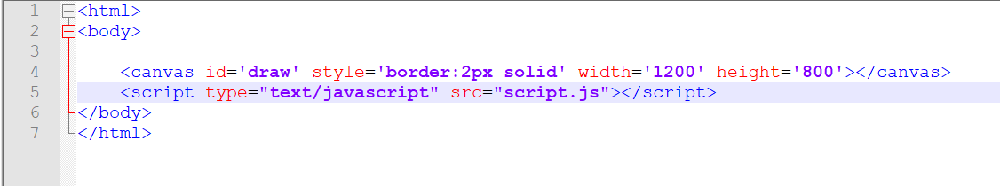 1 <html>
2 <body>
3
4 <canvas id='draw' style='border:2px solid' width='1200' height='800'></canvas>
5 <script type="text/javascript" src="script.js"></script>
6 </body>
7 </html>